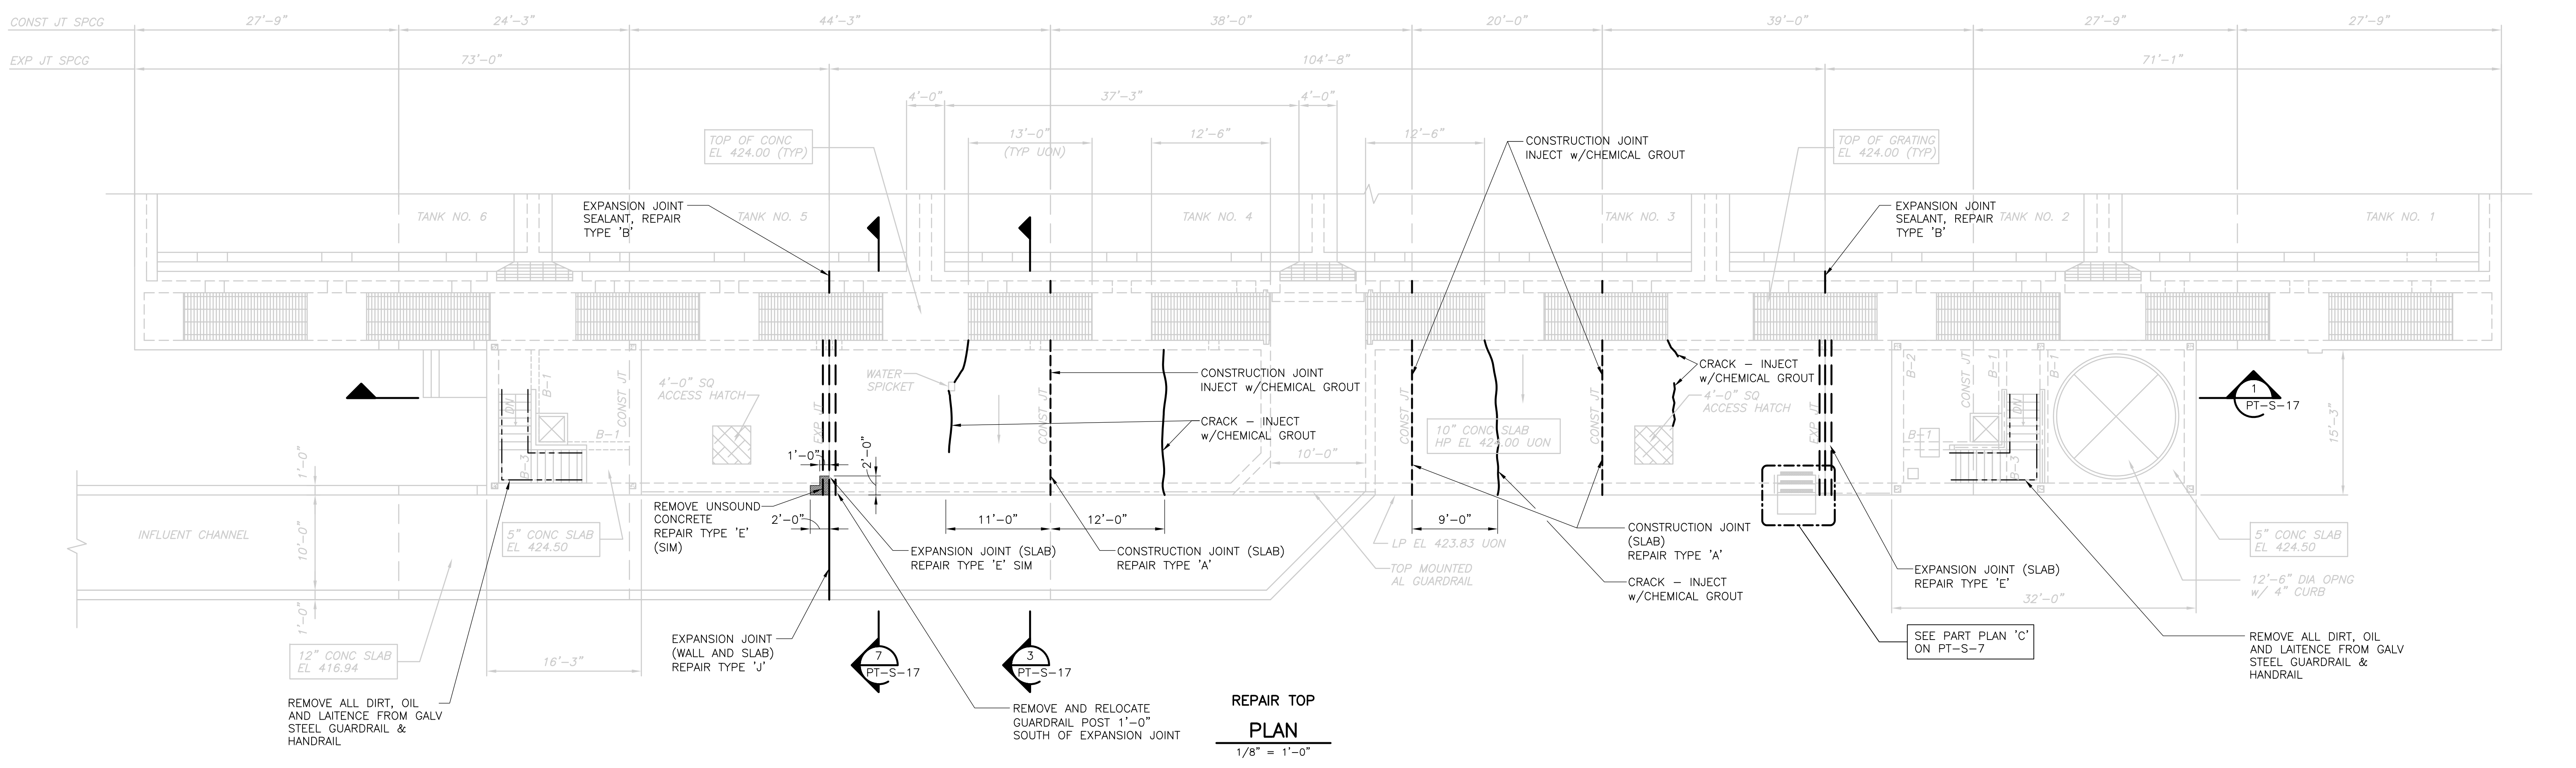 CONST JT SPCG
27'-9"
24'-3"
44'-3"
38'-0"
20'-0"
39'-0"
27'-9"
27'-9"
EXP JT SPCG
73'-0"
104'-8"
71'-1"
4'-0"
37'-3"
4'-0"
13'-0"
(TYP UON)
12'-6"
12'-6"
TOP OF CONC
EL 424.00 (TYP)
CONSTRUCTION JOINT
INJECT w/CHEMICAL GROUT
TOP OF GRATING
EL 424.00 (TYP)
TANK NO. 6
EXPANSION JOINT
SEALANT, REPAIR
TYPE 'B'
TANK NO. 5
TANK NO. 4
TANK NO. 3
EXPANSION JOINT
SEALANT, REPAIR
TYPE 'B'
TANK NO. 2
TANK NO. 1
DN
B-1
B-1
B-3
CONST JT
4'-0" SQ
ACCESS HATCH
EXP JT
WATER
SPICKET
CONST JT
CONSTRUCTION JOINT
INJECT w/CHEMICAL GROUT
CRACK – INJECT
w/CHEMICAL GROUT
CONST JT
10" CONC SLAB
HP EL 424.00 UON
CONST JT
CRACK – INJECT
w/CHEMICAL GROUT
4'-0" SQ
ACCESS HATCH
EXP JT
B-2
CONST JT
B-1
B-1
DN
B-1
B-3
1
PT-S-17
15'-3"
1'-0"
2'-0"
10'-0"
1'-0"
10'-0"
1'-0"
INFLUENT CHANNEL
5" CONC SLAB
EL 424.50
REMOVE UNSOUND
CONCRETE
REPAIR TYPE 'E'
(SIM)
2'-0"
11'-0"
12'-0"
9'-0"
EXPANSION JOINT (SLAB)
REPAIR TYPE 'E' SIM
CONSTRUCTION JOINT (SLAB)
REPAIR TYPE 'A'
LP EL 423.83 UON
TOP MOUNTED
AL GUARDRAIL
CONSTRUCTION JOINT
(SLAB)
REPAIR TYPE 'A'
CRACK – INJECT
w/CHEMICAL GROUT
EXPANSION JOINT (SLAB)
REPAIR TYPE 'E'
5" CONC SLAB
EL 424.50
12'-6" DIA OPNG
w/ 4" CURB
32'-0"
12" CONC SLAB
EL 416.94
16'-3"
EXPANSION JOINT
(WALL AND SLAB)
REPAIR TYPE 'J'
7
PT-S-17
3
PT-S-17
SEE PART PLAN 'C'
ON PT-S-7
REMOVE ALL DIRT, OIL
AND LAITENCE FROM GALV
STEEL GUARDRAIL &
HANDRAIL
REMOVE ALL DIRT, OIL
AND LAITENCE FROM GALV
STEEL GUARDRAIL &
HANDRAIL
REMOVE AND RELOCATE
GUARDRAIL POST 1'-0"
SOUTH OF EXPANSION JOINT
REPAIR TOP
PLAN
1/8" = 1'-0"